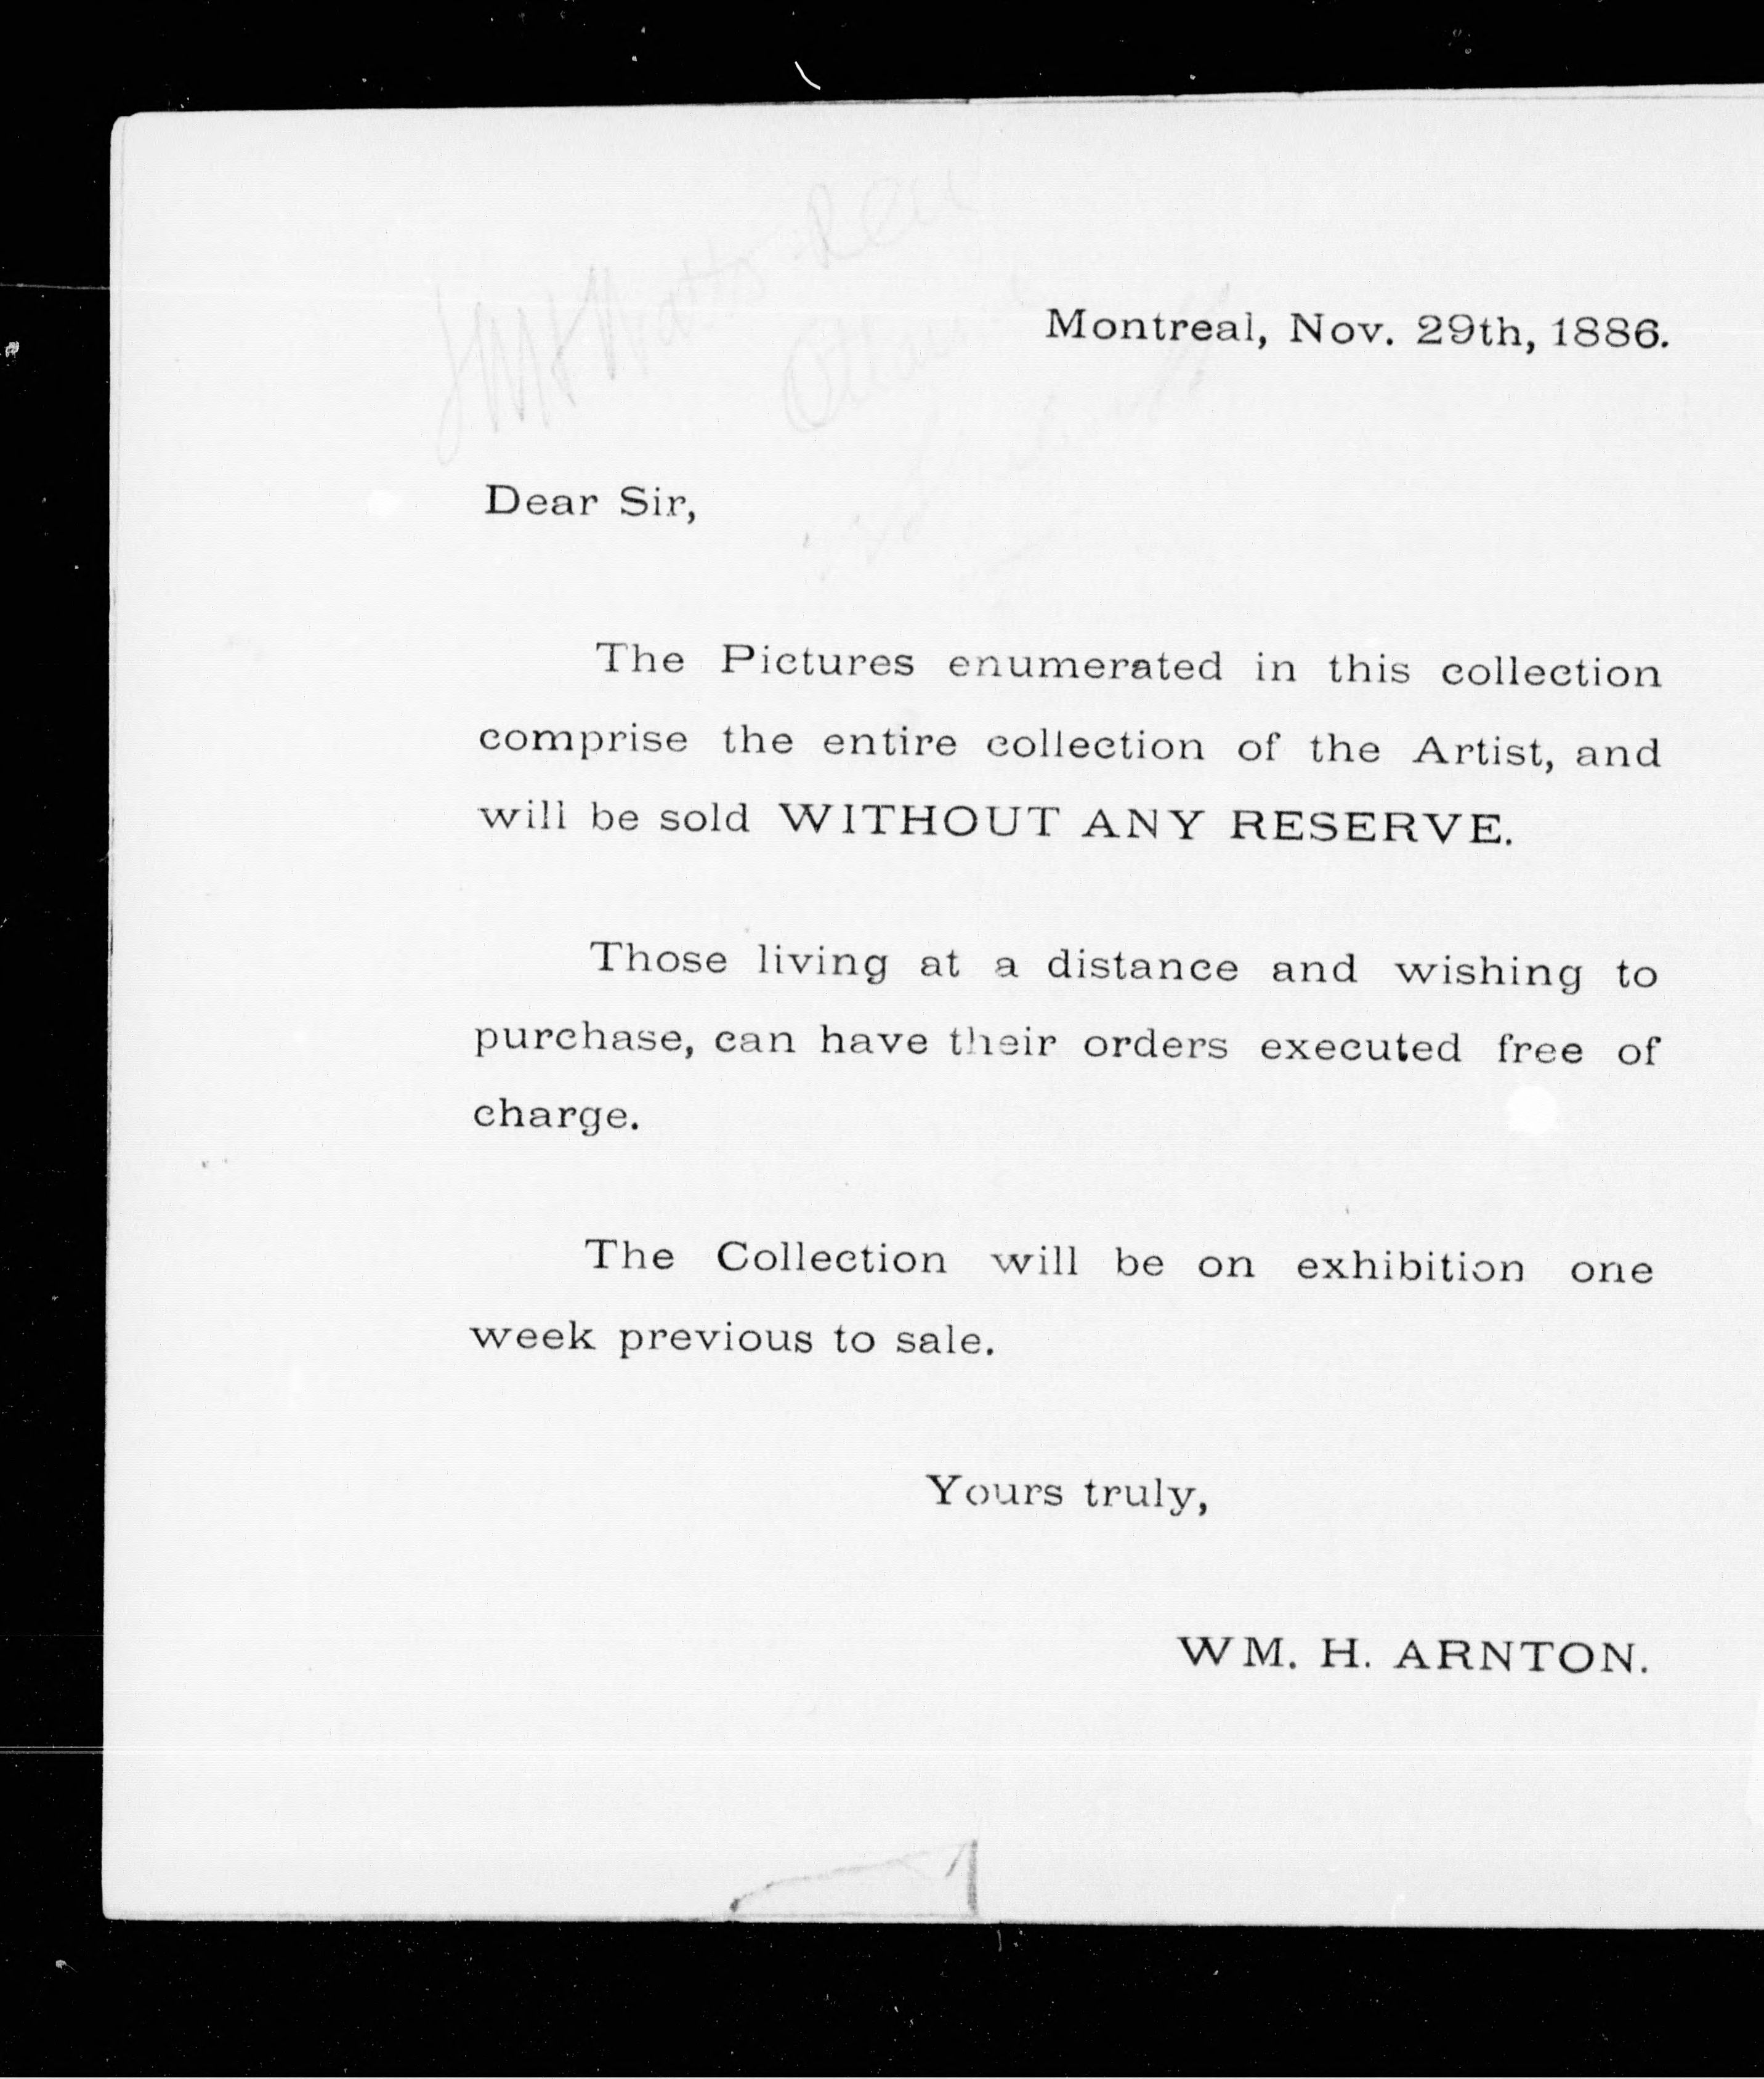 Montreal, Nov. 29th, 1886.
Dear Sir,
The Pictures enumerated in this collection
comprise the entire collection of the Artist, and
will be sold WITHOUT ANY RESERVE.
Those living at a distance and wishing to
purchase, can have their orders executed free of
charge.
The Collection will be on exhibition one
week previous to sale.
Yours truly,
WM. H. ARNTON.